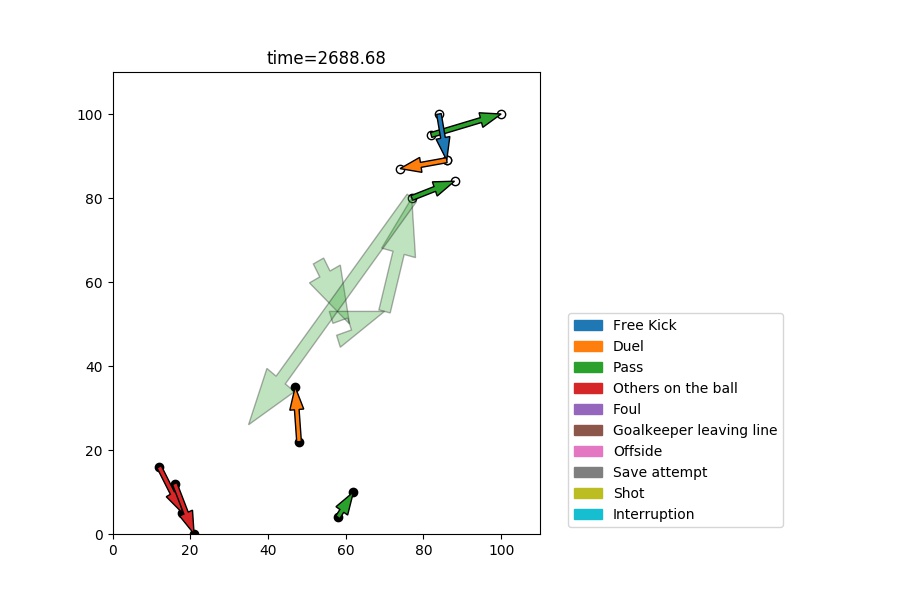 time=2688.68
100
80
60
40
20
0
0 20 40 60 80 100
Free Kick
Duel
Pass
Others on the ball
Foul
Goalkeeper leaving line
Offside
Save attempt
Shot
Interruption